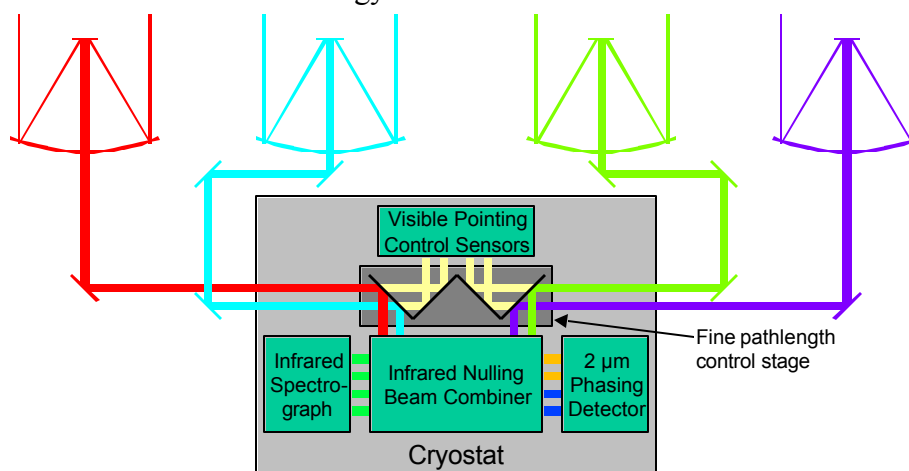 Visible Pointing
Control Sensors
Fine pathlength
control stage
Infrared
Spectro-
graph
Infrared Nulling
Beam Combiner
2 µm
Phasing
Detector
Cryostat